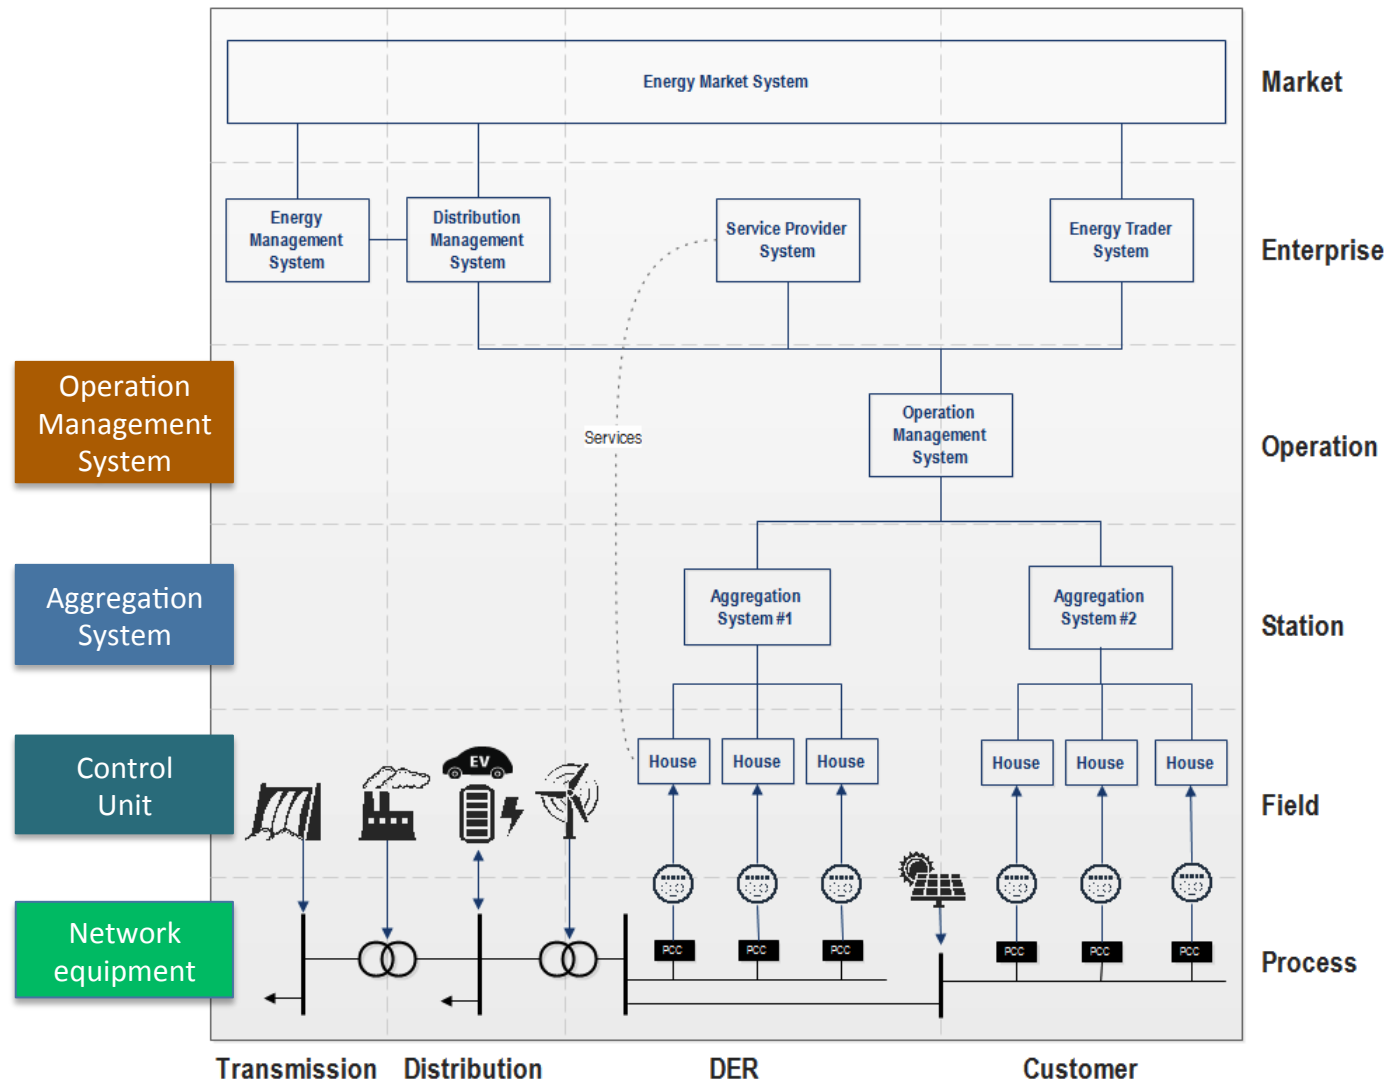 Energy Market System
Market
Energy
Management
System
Distribution
Management
System
Service Provider
System
Energy Trader
System
Enterprise
Operation
Management
System
Services
Operation
Management
System
Operation
Aggregation
System
Aggregation
System #1
Aggregation
System #2
Station
Control
Unit
EV
House
House
House
House
House
House
Field
Network
equipment
PCC
PCC
PCC
PCC
PCC
PCC
Process
Transmission
Distribution
DER
Customer